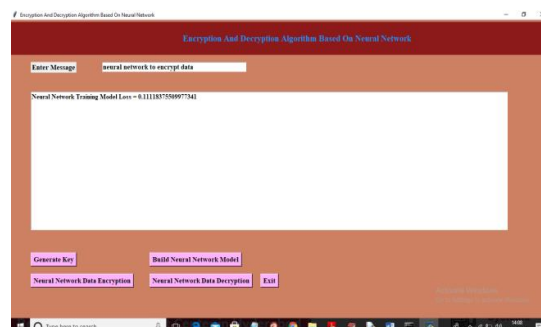 Encryption And Decryption Algorithm Based On Neural Network
Encryption And Decryption Algorithm Based On Neural Network
Enter Message neural network to encrypt data
Neural Network Training Model Loss = 0.11118375509977341
Generate Key Build Neural Network Model
Neural Network Data Encryption Neural Network Data Decryption Exit
Type here to search